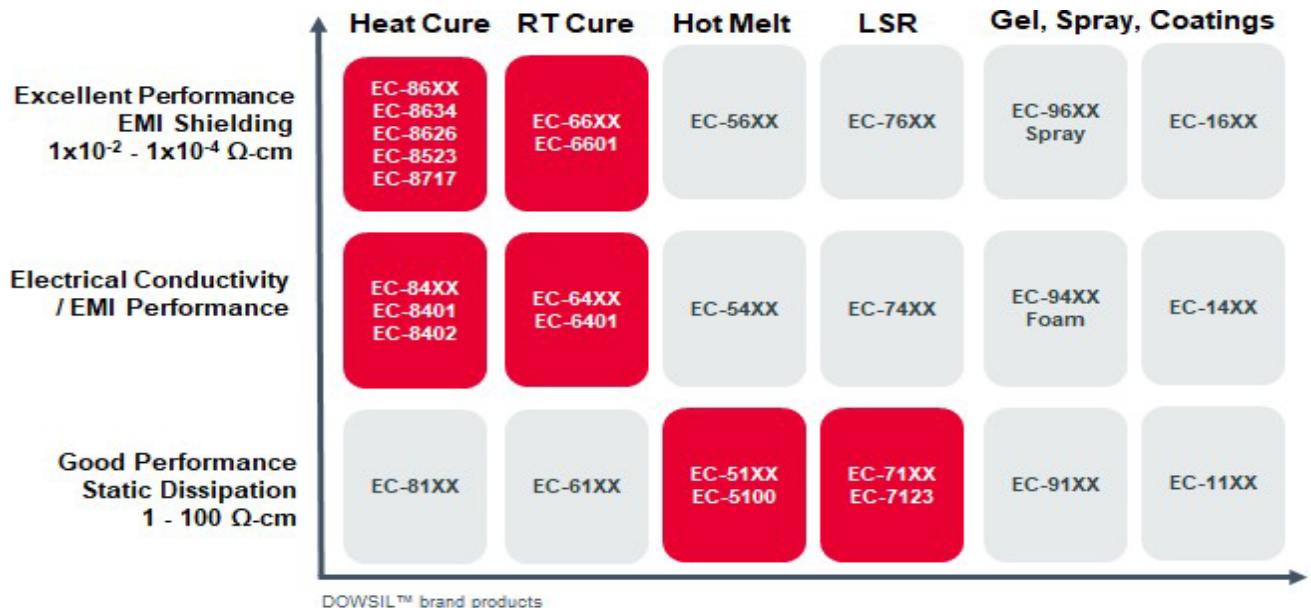 Heat Cure RT Cure Hot Melt LSR Gel, Spray, Coatings
Excellent Performance
EMI Shielding
1x10⁻² - 1x10⁻⁴ Ω-cm
EC-86XX
EC-8634
EC-8626
EC-8523
EC-8717
EC-66XX
EC-6601
EC-56XX
EC-76XX
EC-96XX
Spray
EC-16XX
Electrical Conductivity
/ EMI Performance
EC-84XX
EC-8401
EC-8402
EC-64XX
EC-6401
EC-54XX
EC-74XX
EC-94XX
Foam
EC-14XX
Good Performance
Static Dissipation
1 - 100 Ω-cm
EC-81XX
EC-61XX
EC-51XX
EC-5100
EC-71XX
EC-7123
EC-91XX
EC-11XX
DOWSIL™ brand products